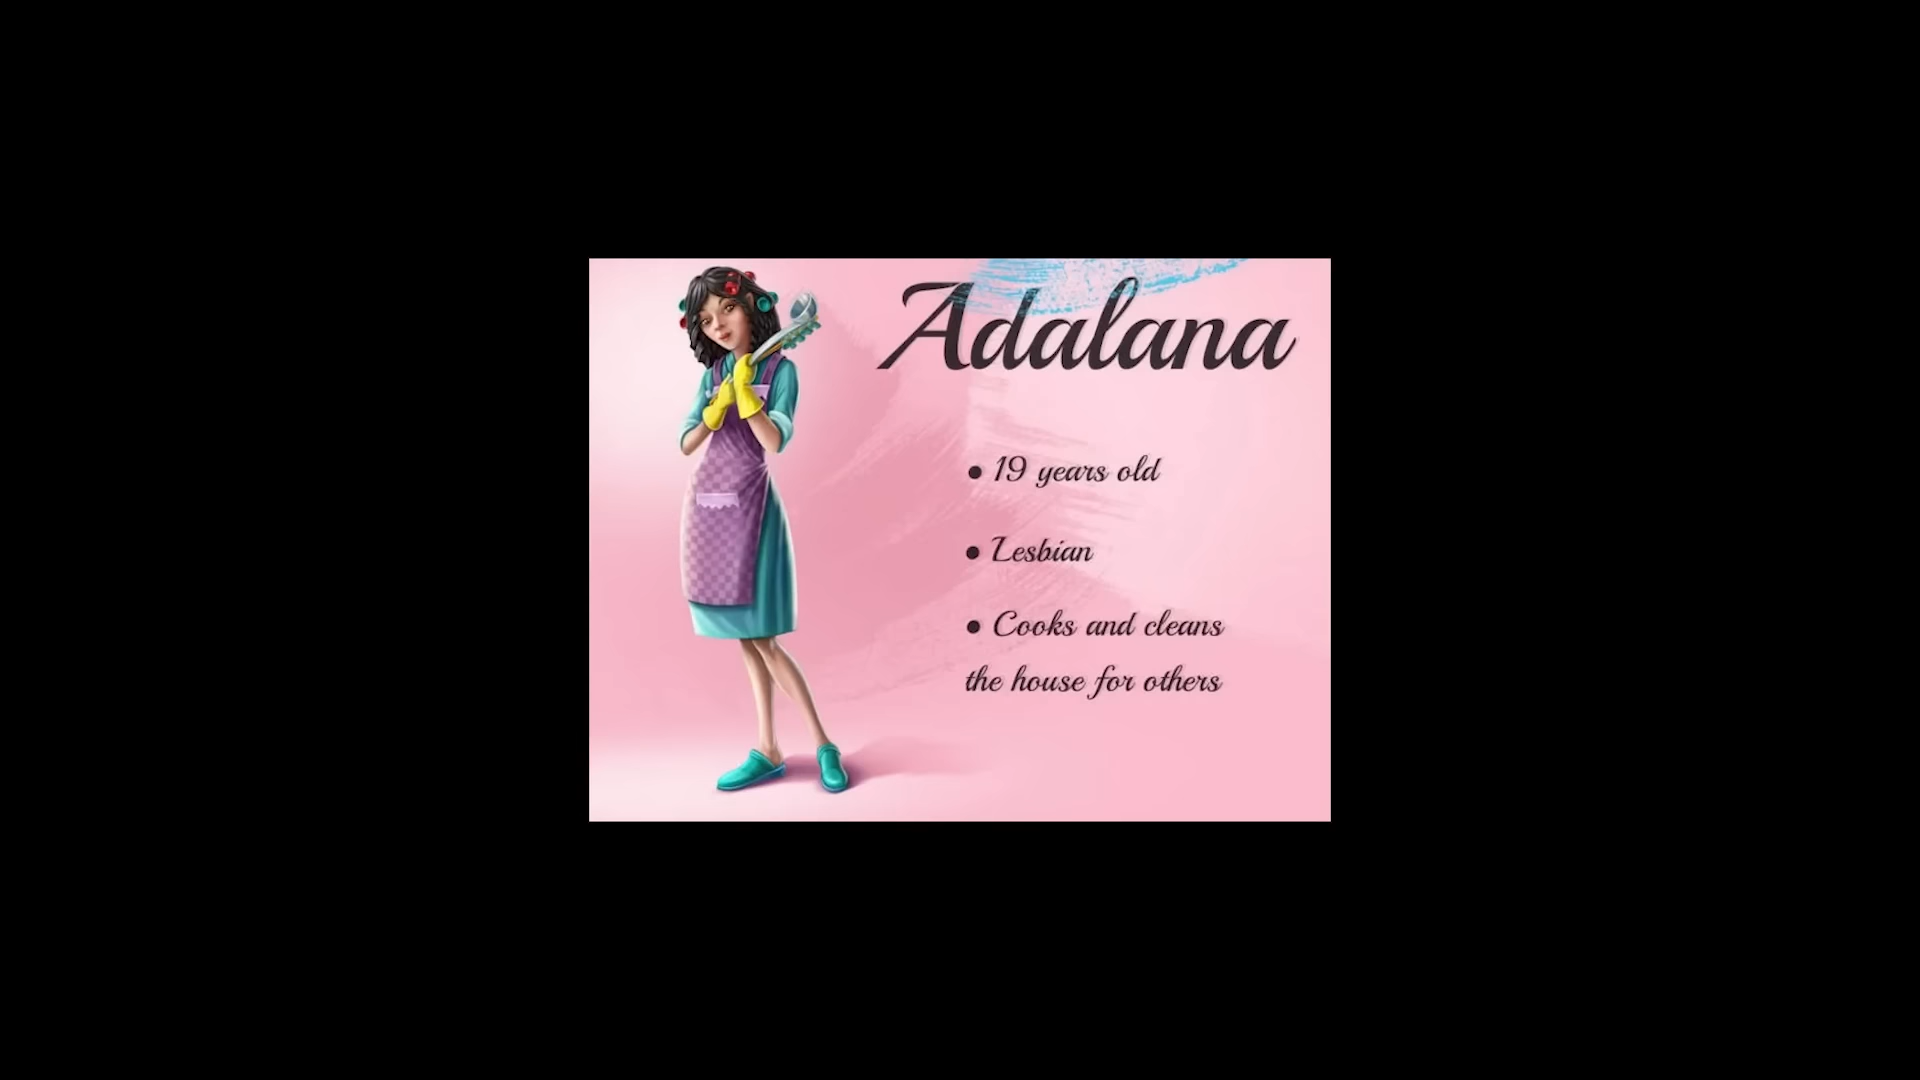 Adalana
• 19 years old
• Lesbian
• Cooks and cleans
the house for others